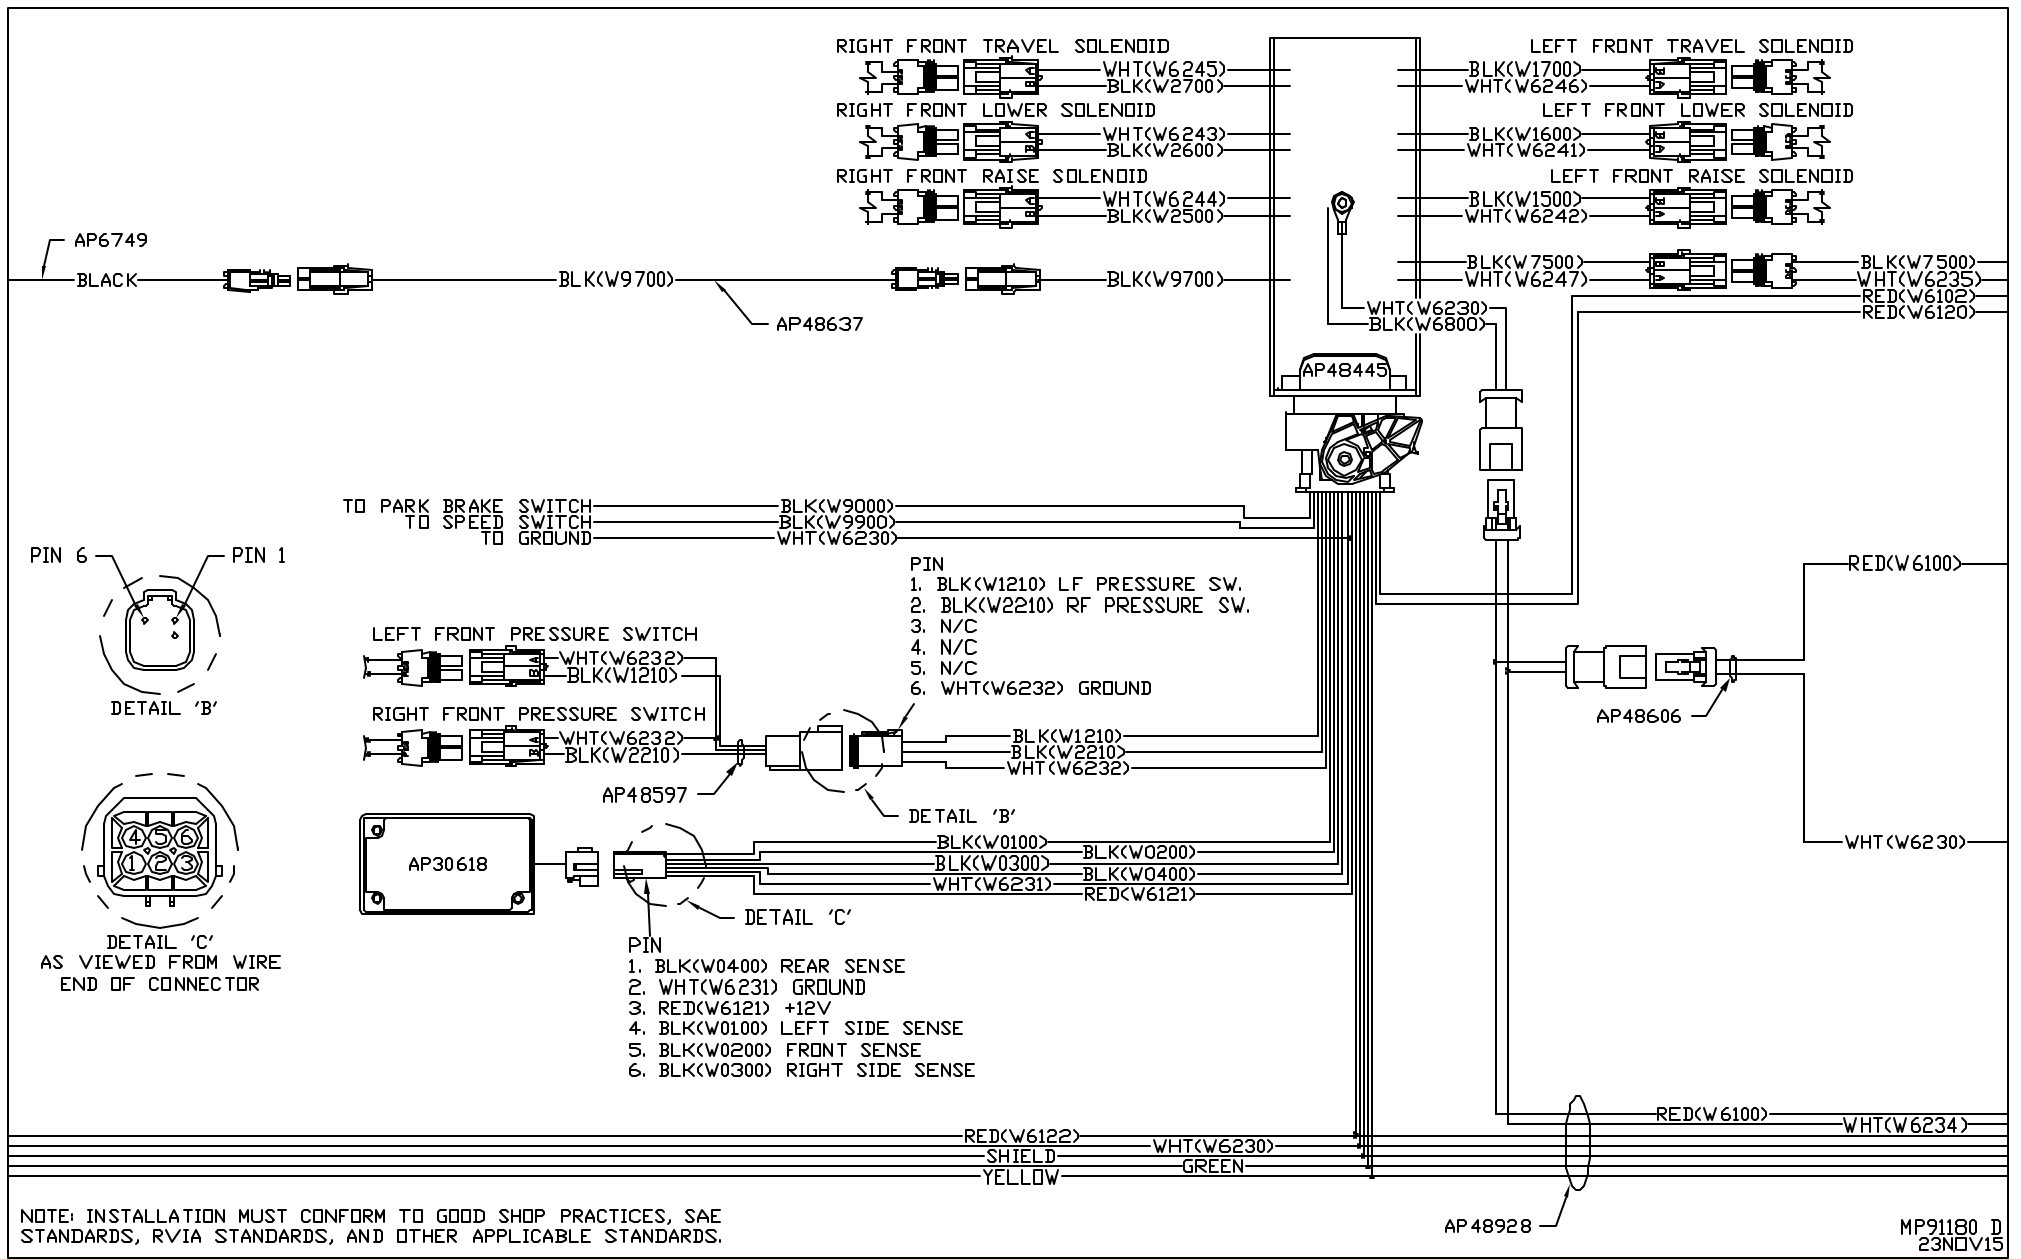 RIGHT FRONT TRAVEL SOLENOID
WHT(W6245)
BLK(W2700)
RIGHT FRONT LOWER SOLENOID
WHT(W6243)
BLK(W2600)
RIGHT FRONT RAISE SOLENOID
WHT(W6244)
BLK(W2500)
LEFT FRONT TRAVEL SOLENOID
BLK(W1700)
WHT(W6246)
LEFT FRONT LOWER SOLENOID
BLK(W1600)
WHT(W6241)
LEFT FRONT RAISE SOLENOID
BLK(W1500)
WHT(W6242)
BLK(W7500)
WHT(W6247)
BLK(W7500)
WHT(W6235)
RED(W6102)
RED(W6120)
AP6749
BLACK
BLK(W9700)
BLK(W9700)
AP48637
WHT(W6230)
BLK(W6800)
AP48445
TO PARK BRAKE SWITCH
BLK(W9000)
TO SPEED SWITCH
BLK(W9900)
TO GROUND
WHT(W6230)
PIN 6
PIN 1
DETAIL 'B'
PIN
1. BLK(W1210) LF PRESSURE SW.
2. BLK(W2210) RF PRESSURE SW.
3. N/C
4. N/C
5. N/C
6. WHT(W6232) GROUND
RED(W6100)
LEFT FRONT PRESSURE SWITCH
A
WHT(W6232)
B
BLK(W1210)
RIGHT FRONT PRESSURE SWITCH
A
WHT(W6232)
B
BLK(W2210)
AP48597
BLK(W1210)
BLK(W2210)
WHT(W6232)
DETAIL 'B'
AP48606
WHT(W6230)
4 5 6
1 2 3
DETAIL 'C'
AS VIEWED FROM WIRE
END OF CONNECTOR
AP30618
BLK(W0100)
BLK(W0200)
BLK(W0300)
BLK(W0400)
WHT(W6231)
RED(W6121)
DETAIL 'C'
PIN
1. BLK(W0400) REAR SENSE
2. WHT(W6231) GROUND
3. RED(W6121) +12V
4. BLK(W0100) LEFT SIDE SENSE
5. BLK(W0200) FRONT SENSE
6. BLK(W0300) RIGHT SIDE SENSE
RED(W6100)
WHT(W6234)
RED(W6122)
WHT(W6230)
SHIELD
GREEN
YELLOW
AP48928
NOTE: INSTALLATION MUST CONFORM TO GOOD SHOP PRACTICES, SAE
STANDARDS, RVIA STANDARDS, AND OTHER APPLICABLE STANDARDS.
MP91180 D
23NOV15